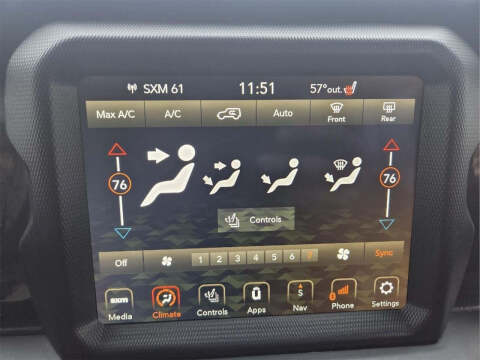 SXM 61 11:51 57°out.
Max A/C A/C Auto Front Rear
76 76
Controls
Off 1 2 3 4 5 6 7 Sync
sxm S
Media Climate Controls Apps Nav Phone Settings